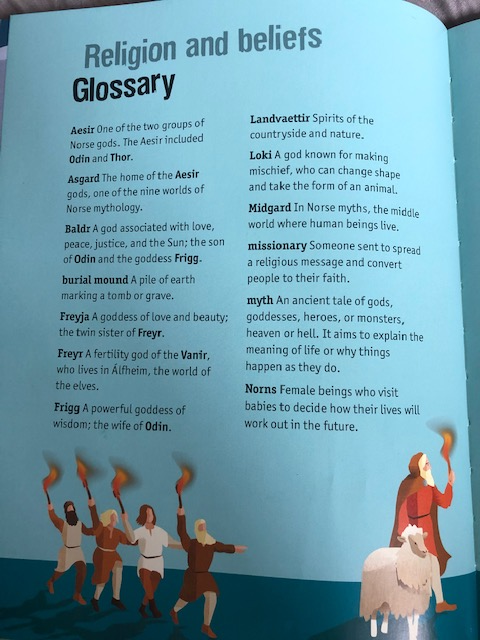 Religion and beliefs
Glossary
Aesir One of the two groups of
Norse gods. The Aesir included
Odin and Thor.
Asgard The home of the Aesir
gods, one of the nine worlds of
Norse mythology.
Baldr A god associated with love,
peace, justice, and the Sun; the son
of Odin and the goddess Frigg.
burial mound A pile of earth
marking a tomb or grave.
Freyja A goddess of love and beauty;
the twin sister of Freyr.
Freyr A fertility god of the Vanir,
who lives in Álfheim, the world of
the elves.
Frigg A powerful goddess of
wisdom; the wife of Odin.
Landvaettir Spirits of the
countryside and nature.
Loki A god known for making
mischief, who can change shape
and take the form of an animal.
Midgard In Norse myths, the middle
world where human beings live.
missionary Someone sent to spread
a religious message and convert
people to their faith.
myth An ancient tale of gods,
goddesses, heroes, or monsters,
heaven or hell. It aims to explain the
meaning of life or why things
happen as they do.
Norns Female beings who visit
babies to decide how their lives will
work out in the future.